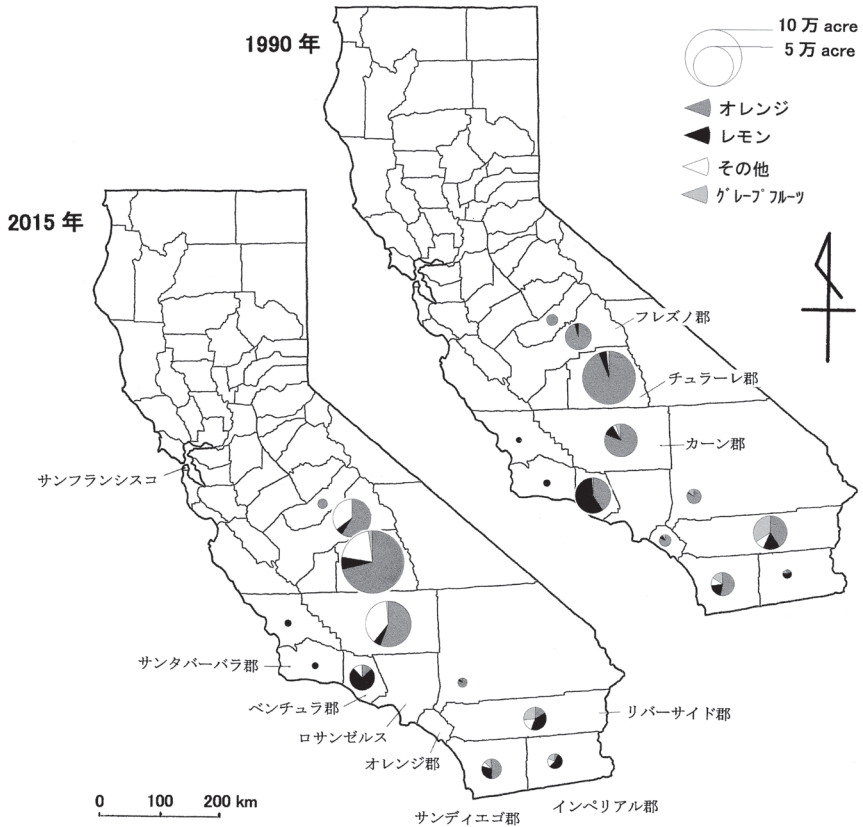 1990 年
10 万 acre
5 万 acre
オレンジ
レモン
その他
ｸﾞﾚｰﾌﾟﾌﾙｰﾂ
2015 年
フレズノ郡
チュラーレ郡
カーン郡
サンフランシスコ
サンタバーバラ郡
ベンチュラ郡
ロサンゼルス
オレンジ郡
リバーサイド郡
サンディエゴ郡
インペリアル郡
0 100 200 km